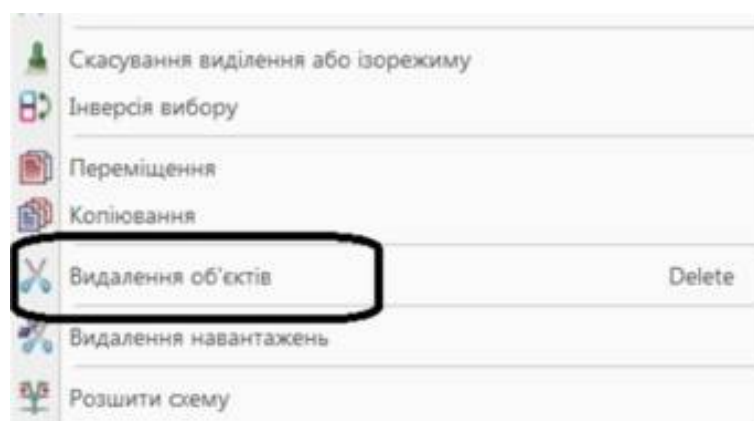 Скасування виділення або ізорежиму
Інверсія вибору
Переміщення
Копіювання
Видалення об'єктів Delete
Видалення навантажень
Розшити схему